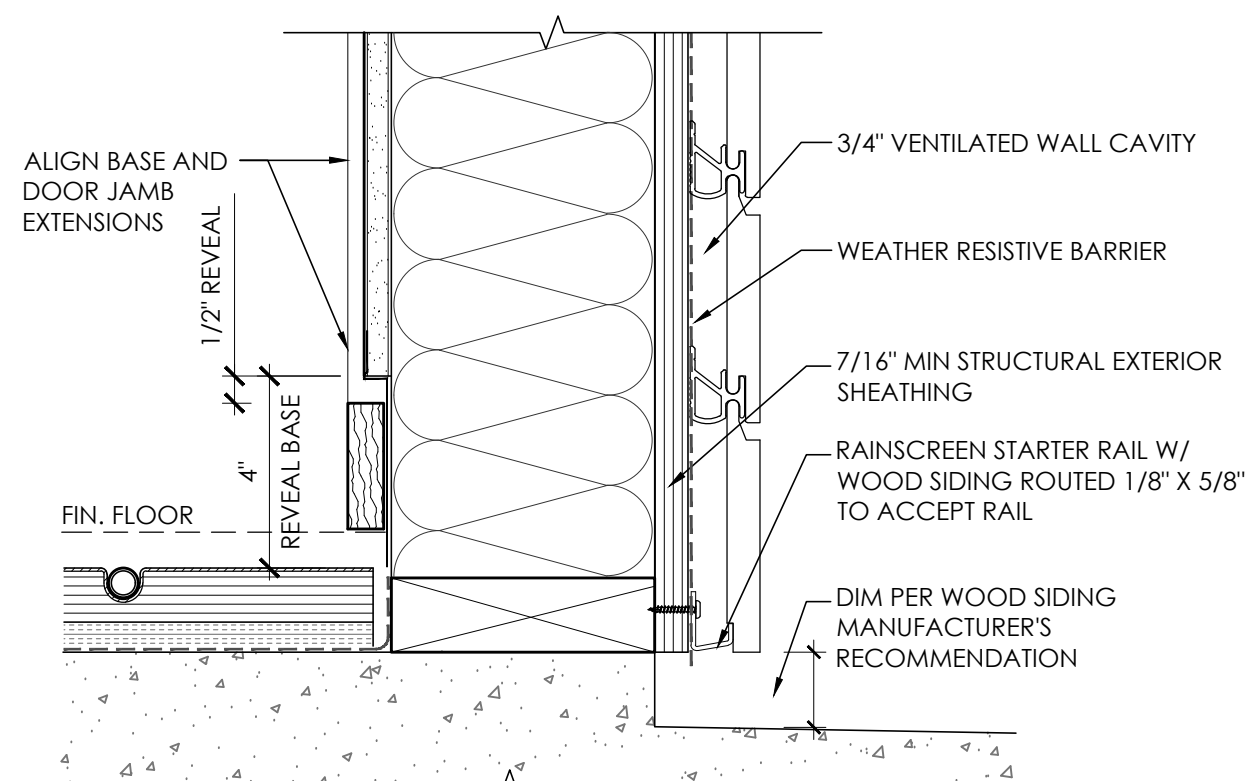 ALIGN BASE AND
DOOR JAMB
EXTENSIONS
1/2" REVEAL
4"
REVEAL BASE
FIN. FLOOR
3/4" VENTILATED WALL CAVITY
WEATHER RESISTIVE BARRIER
7/16" MIN STRUCTURAL EXTERIOR
SHEATHING
RAINSCREEN STARTER RAIL W/
WOOD SIDING ROUTED 1/8" X 5/8"
TO ACCEPT RAIL
DIM PER WOOD SIDING
MANUFACTURER'S
RECOMMENDATION